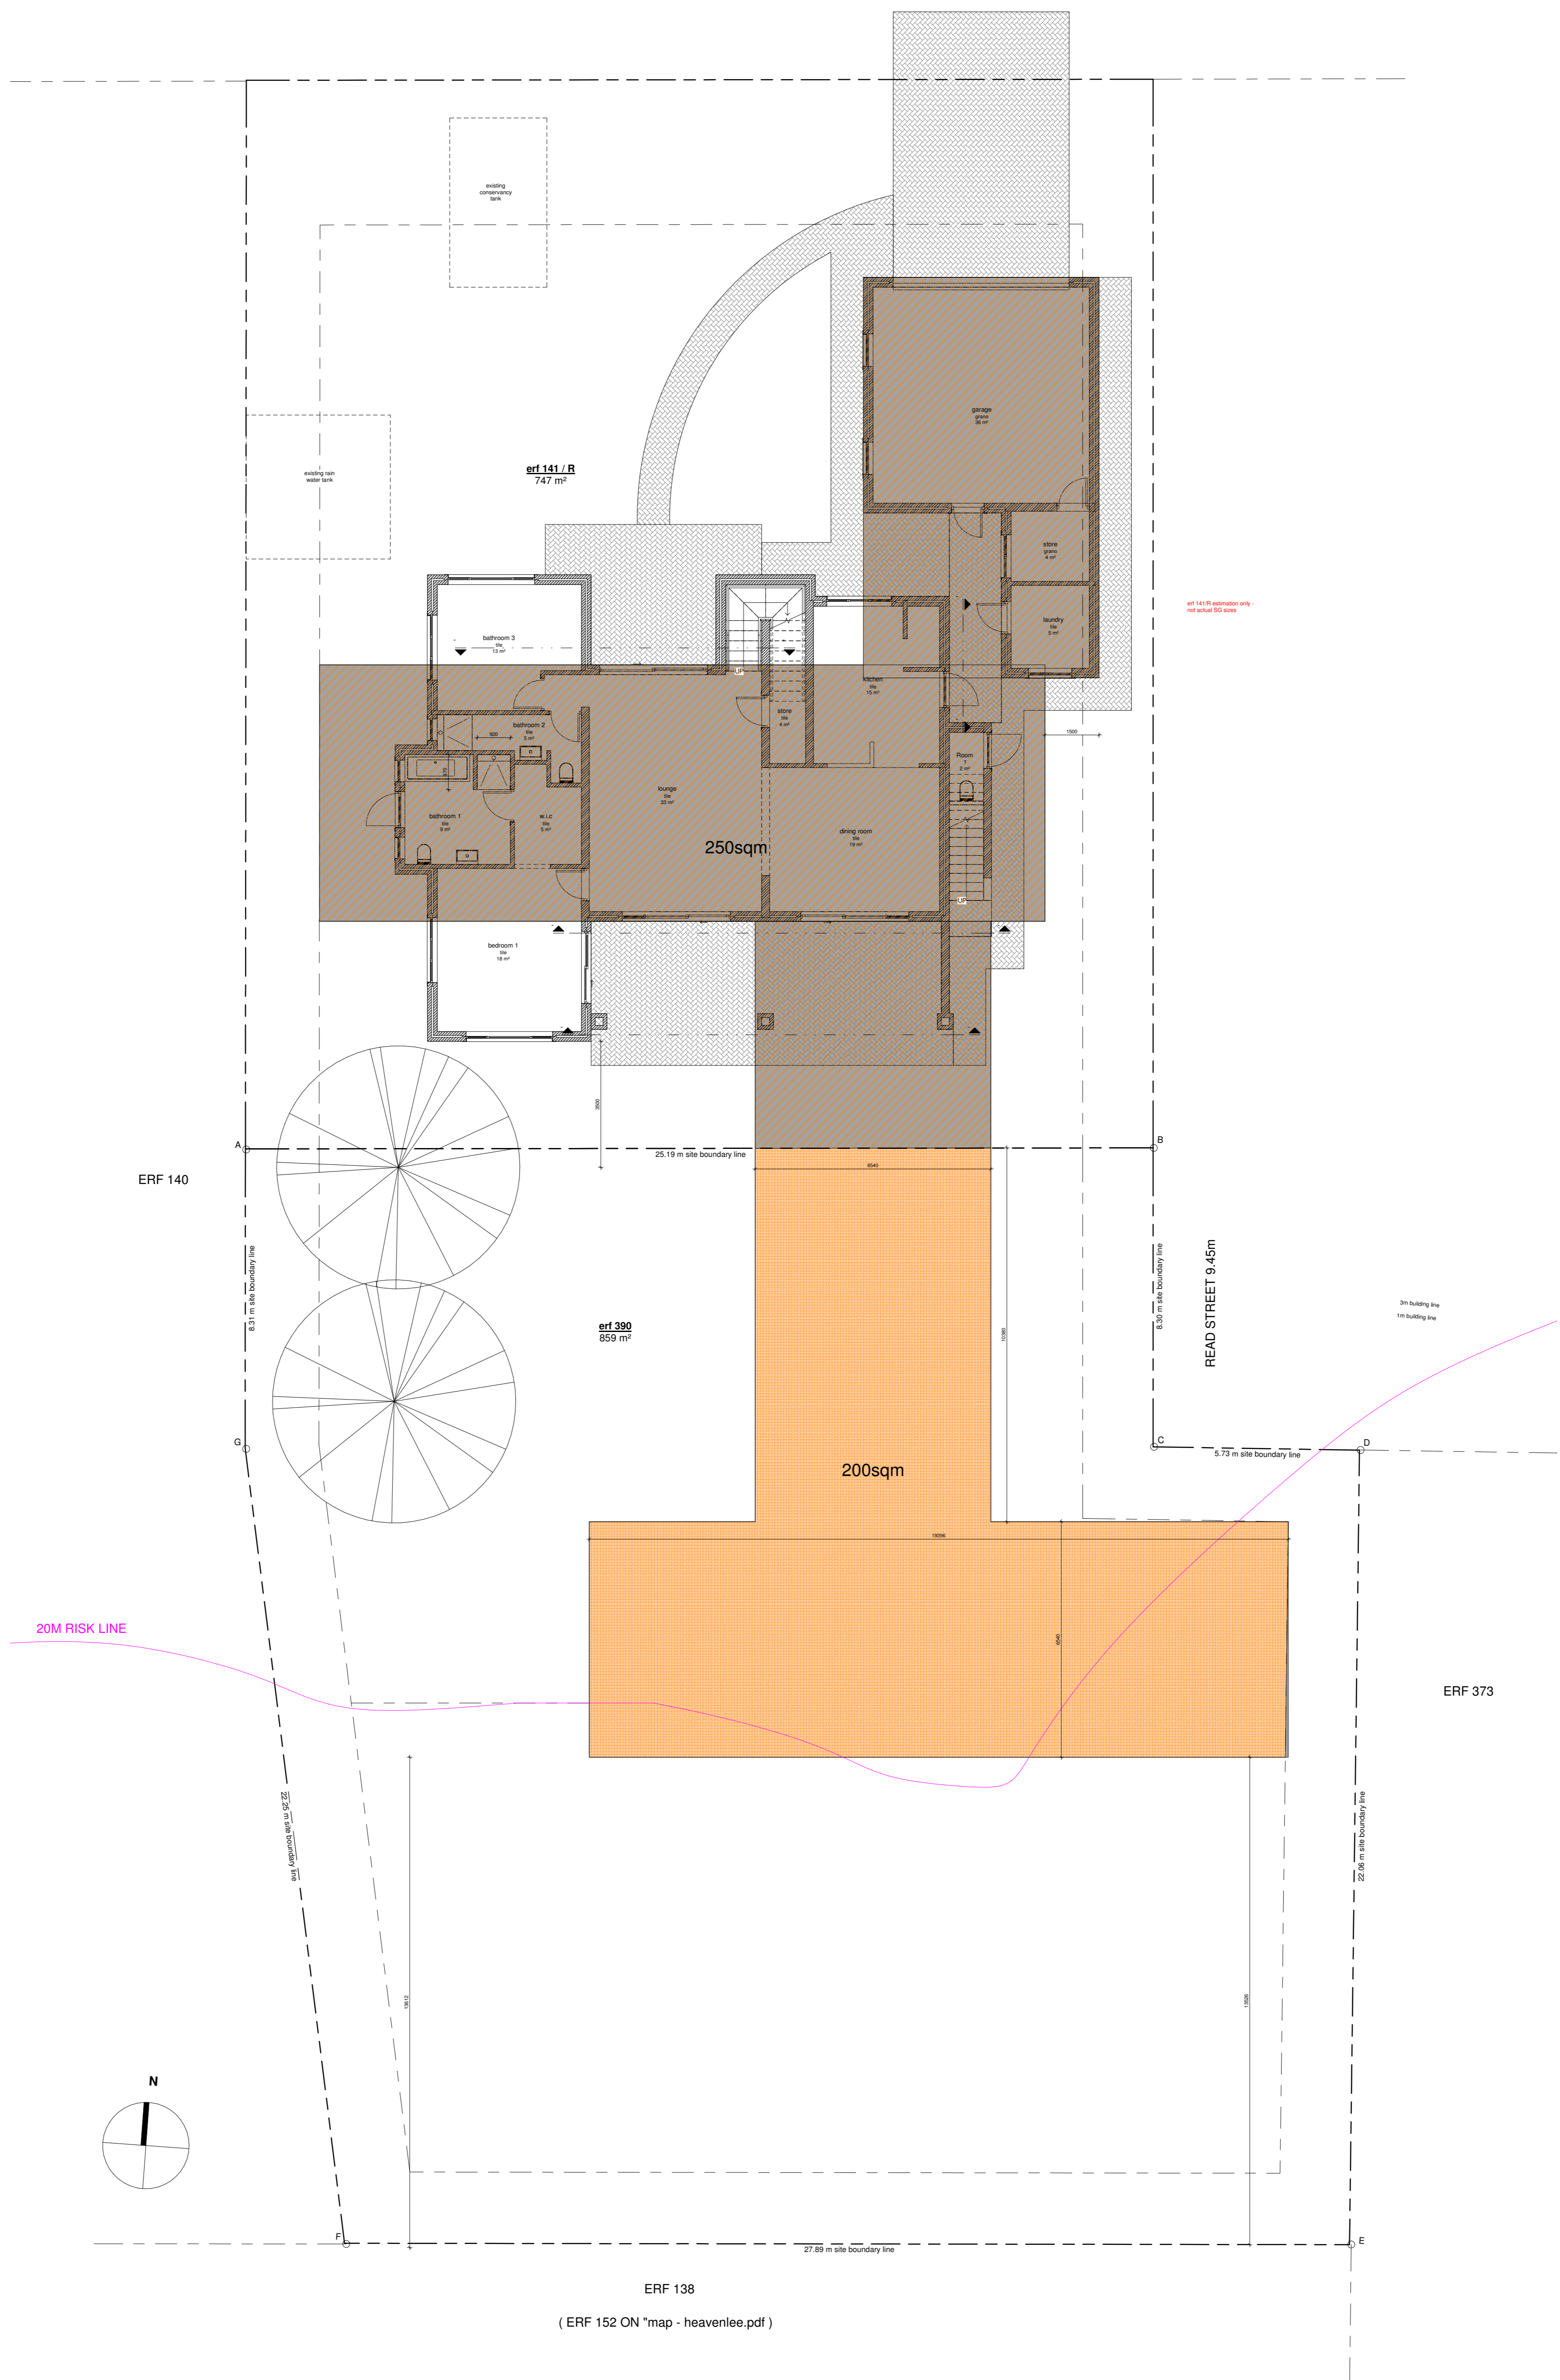 existing
conservancy
tank
garage
grano
36 m²
erf 141 / R
747 m²
existing rain
water tank
store
grano
4 m²
erf 141/R estimation only -
not actual SG sizes
laundry
tile
5 m²
bathroom 3
tile
13 m²
UP
kitchen
tile
15 m²
store
tile
4 m²
bathroom 2
tile
5 m²
920
1500
Room
?
2 m²
lounge
tile
33 m²
bathroom 1
tile
9 m²
w.i.c
tile
5 m²
dining room
tile
19 m²
250sqm
UP
bedroom 1
tile
18 m²
3500
A
B
25.19 m site boundary line
6540
ERF 140
8.31 m site boundary line
8.30 m site boundary line
READ STREET 9.45m
3m building line
1m building line
erf 390
859 m²
10380
G
C
D
5.73 m site boundary line
200sqm
19396
20M RISK LINE
6540
ERF 373
22.25 m site boundary line
22.06 m site boundary line
13612
13526
N
F
E
27.89 m site boundary line
ERF 138
( ERF 152 ON "map - heavenlee.pdf )